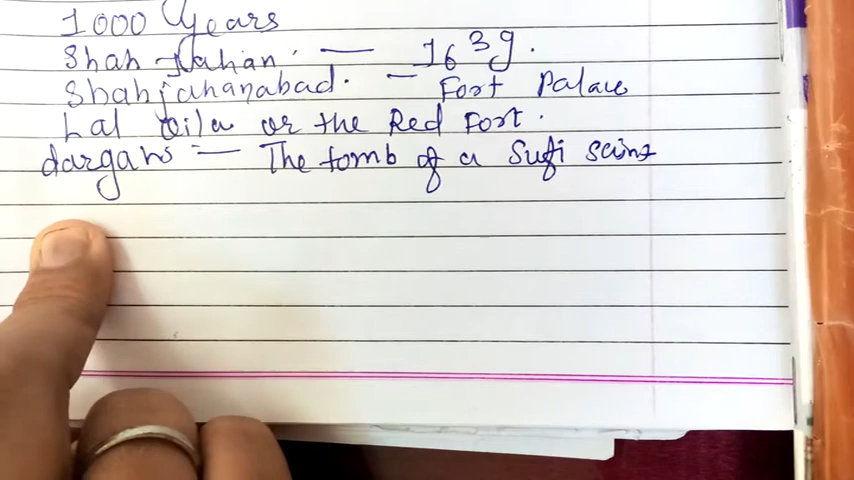 1000 Years
Shah Jahan. — 1639.
Shahjahanabad. — Fort Palace
Lal Qila or the Red Fort.
dargahs — The tomb of a Sufi saint